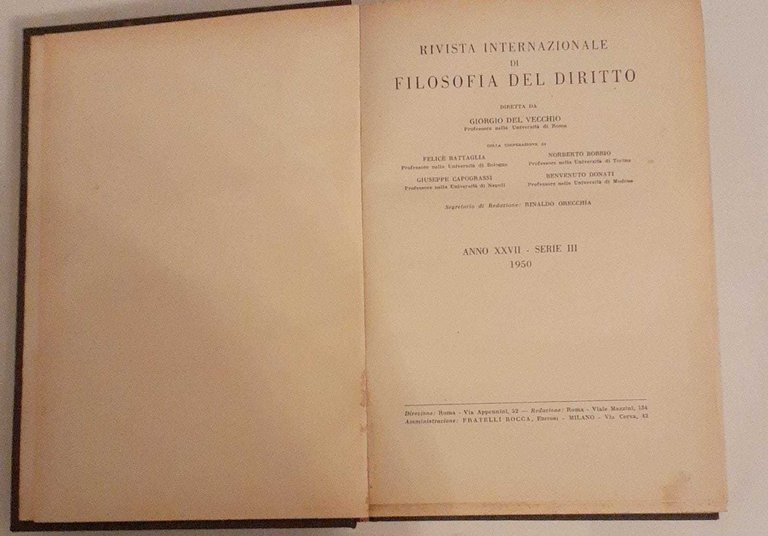 RIVISTA INTERNAZIONALE
DI
FILOSOFIA DEL DIRITTO
DIRETTA DA
GIORGIO DEL VECCHIO
Professore nella Università di Roma
COLLA COOPERAZIONE DI
FELICE BATTAGLIA
Professore nella Università di Bologna
NORBERTO BOBBIO
Professore nella Università di Torino
GIUSEPPE CAPOGRASSI
Professore nella Università di Napoli
BENVENUTO DONATI
Professore nella Università di Modena
Segretario di Redazione: RINALDO ORECCHIA
ANNO XXVII - SERIE III
1950
Direzione: Roma - Via Appennini, 52 — Redazione: Roma - Viale Mazzini, 134
Amministrazione: FRATELLI BOCCA, Editori - MILANO - Via Cerva, 42